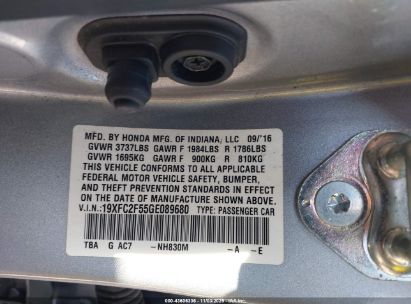 MFD. BY HONDA MFG. OF INDIANA, LLC 09/'16
GVWR 3737LBS GAWR F 1984LBS R 1786LBS
GVWR 1695KG GAWR F 900KG R 810KG
THIS VEHICLE CONFORMS TO ALL APPLICABLE
FEDERAL MOTOR VEHICLE SAFETY, BUMPER,
AND THEFT PREVENTION STANDARDS IN EFFECT
ON THE DATE OF MANUFACTURE SHOWN ABOVE.
V.I.N.: 19XFC2F55GE089680 TYPE: PASSENGER CAR
TBA G AC7 -NH830M -A -E